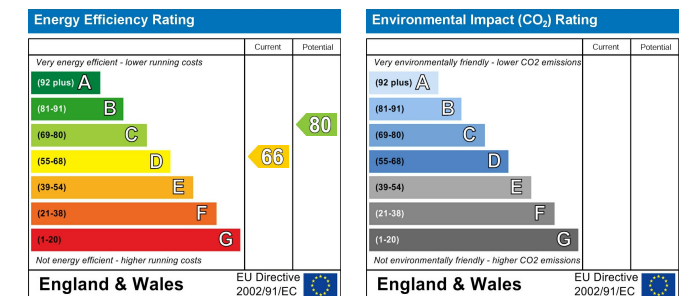 Energy Efficiency Rating
Current Potential
Very energy efficient - lower running costs
(92 plus) A
(81-91) B
(69-80) C
(55-68) D
(39-54) E
(21-38) F
(1-20) G
66
80
Not energy efficient - higher running costs
England & Wales
EU Directive
2002/91/EC
Environmental Impact (CO₂) Rating
Current Potential
Very environmentally friendly - lower CO2 emissions
(92 plus) A
(81-91) B
(69-80) C
(55-68) D
(39-54) E
(21-38) F
(1-20) G
Not environmentally friendly - higher CO2 emissions
England & Wales
EU Directive
2002/91/EC